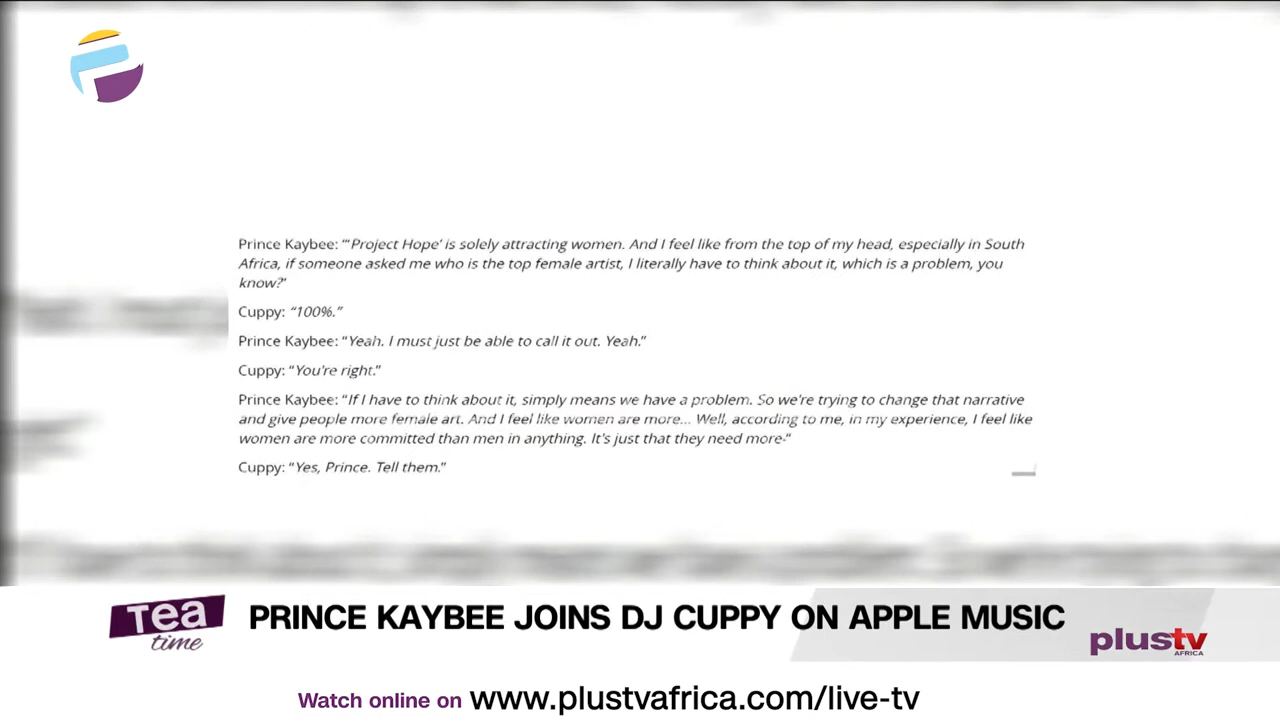 Prince Kaybee: “‘Project Hope’ is solely attracting women. And I feel like from the top of my head, especially in South
Africa, if someone asked me who is the top female artist, I literally have to think about it, which is a problem, you
know?”
Cuppy: “100%.”
Prince Kaybee: “Yeah. I must just be able to call it out. Yeah.”
Cuppy: “You’re right.”
Prince Kaybee: “If I have to think about it, simply means we have a problem. So we’re trying to change that narrative
and give people more female art. And I feel like women are more... Well, according to me, in my experience, I feel like
women are more committed than men in anything. It’s just that they need more-“
Cuppy: “Yes, Prince. Tell them.”
Tea
time
PRINCE KAYBEE JOINS DJ CUPPY ON APPLE MUSIC
plustv
AFRICA
Watch online on www.plustvafrica.com/live-tv